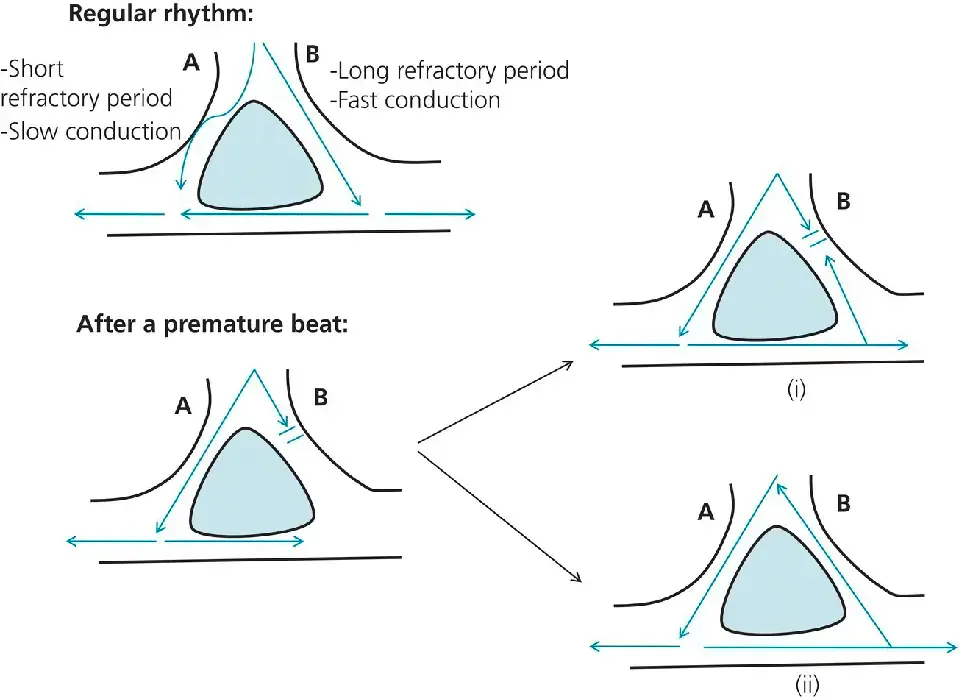 Regular rhythm:
A
B
-Short
refractory period
-Slow conduction
-Long refractory period
-Fast conduction
A
B
(i)
After a premature beat:
A
B
A
B
(ii)